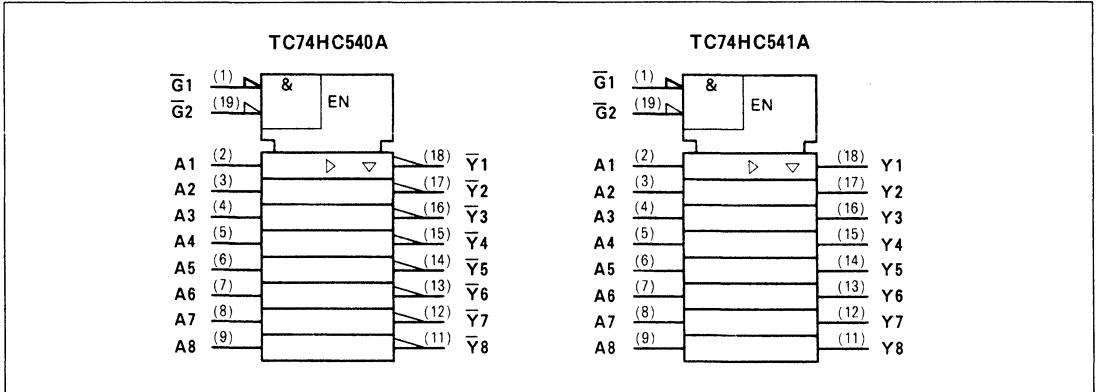 TC74HC540A TC74HC541A
G̅1 (1) & EN
G̅2 (19)
A1 (2) (18) Y̅1
A2 (3) (17) Y̅2
A3 (4) (16) Y̅3
A4 (5) (15) Y̅4
A5 (6) (14) Y̅5
A6 (7) (13) Y̅6
A7 (8) (12) Y̅7
A8 (9) (11) Y̅8
G̅1 (1) & EN
G̅2 (19)
A1 (2) (18) Y1
A2 (3) (17) Y2
A3 (4) (16) Y3
A4 (5) (15) Y4
A5 (6) (14) Y5
A6 (7) (13) Y6
A7 (8) (12) Y7
A8 (9) (11) Y8